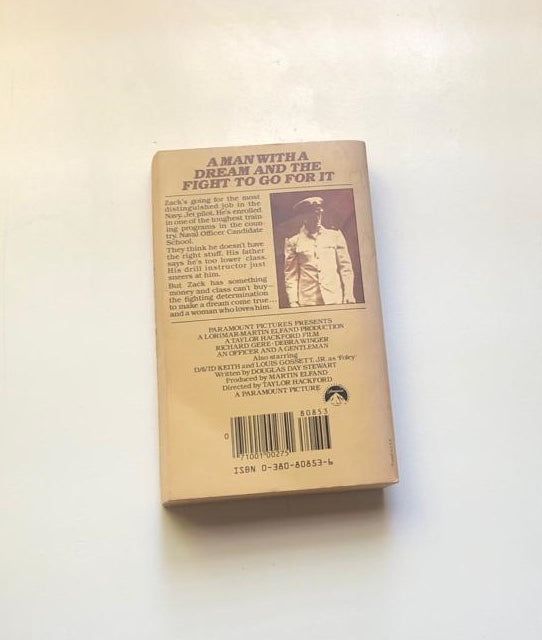 A MAN WITH A
DREAM AND THE
FIGHT TO GO FOR IT
Zack's going for the most
distinguished job in the
Navy. Jet pilot. He's enrolled
in one of the toughest train
ing programs in the coun
try, Naval Officer Candidate
School.
They think he doesn't have
the right stuff. His father
says he's too lower class.
His drill instructor just
sneers at him.
But Zack has something
money and class can't buy—
the fighting determination
to make a dream come true...
and a woman who loves him.
PARAMOUNT PICTURES PRESENTS
A LORIMAR-MARTIN ELFAND PRODUCTION
A TAYLOR HACKFORD FILM
RICHARD GERE · DEBRA WINGER
AN OFFICER AND A GENTLEMAN
Also starring
DAVID KEITH and LOUIS GOSSETT, JR. as 'Foley'
Written by DOUGLAS DAY STEWART
Produced by MARTIN ELFAND
Directed by TAYLOR HACKFORD
A PARAMOUNT PICTURE
80853
0
71001 00275
ISBN 0-380-80853-6